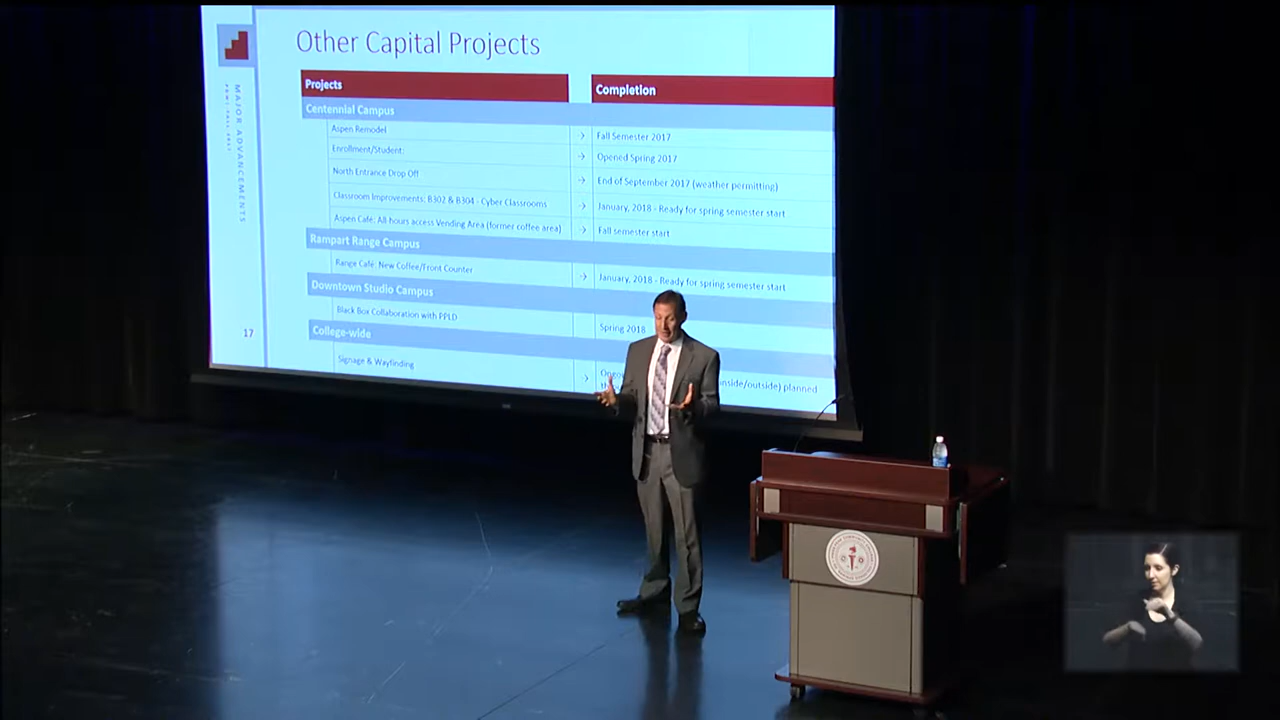 Other Capital Projects
MAJOR ADVANCEMENTS
Projects
Completion
Centennial Campus
Aspen Remodel
Fall Semester 2017
Enrollment/Student:
Opened Spring 2017
North Entrance Drop Off
End of September 2017 (weather permitting)
Classroom Improvements: B302 & B304 - Cyber Classrooms
January, 2018 - Ready for spring semester start
Aspen Café: All-hours access Vending Area (former coffee area)
Fall semester start
Rampart Range Campus
Range Café: New Coffee/Front Counter
January, 2018 - Ready for spring semester start
Downtown Studio Campus
Black Box Collaboration with PPLD
Spring 2018
College-wide
Signage & Wayfinding
inside/outside) planned
17